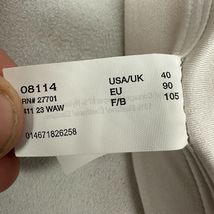 08114
RN# 27701
411 23 WAW
014671826258
USA/UK 40
EU 90
F/B 105